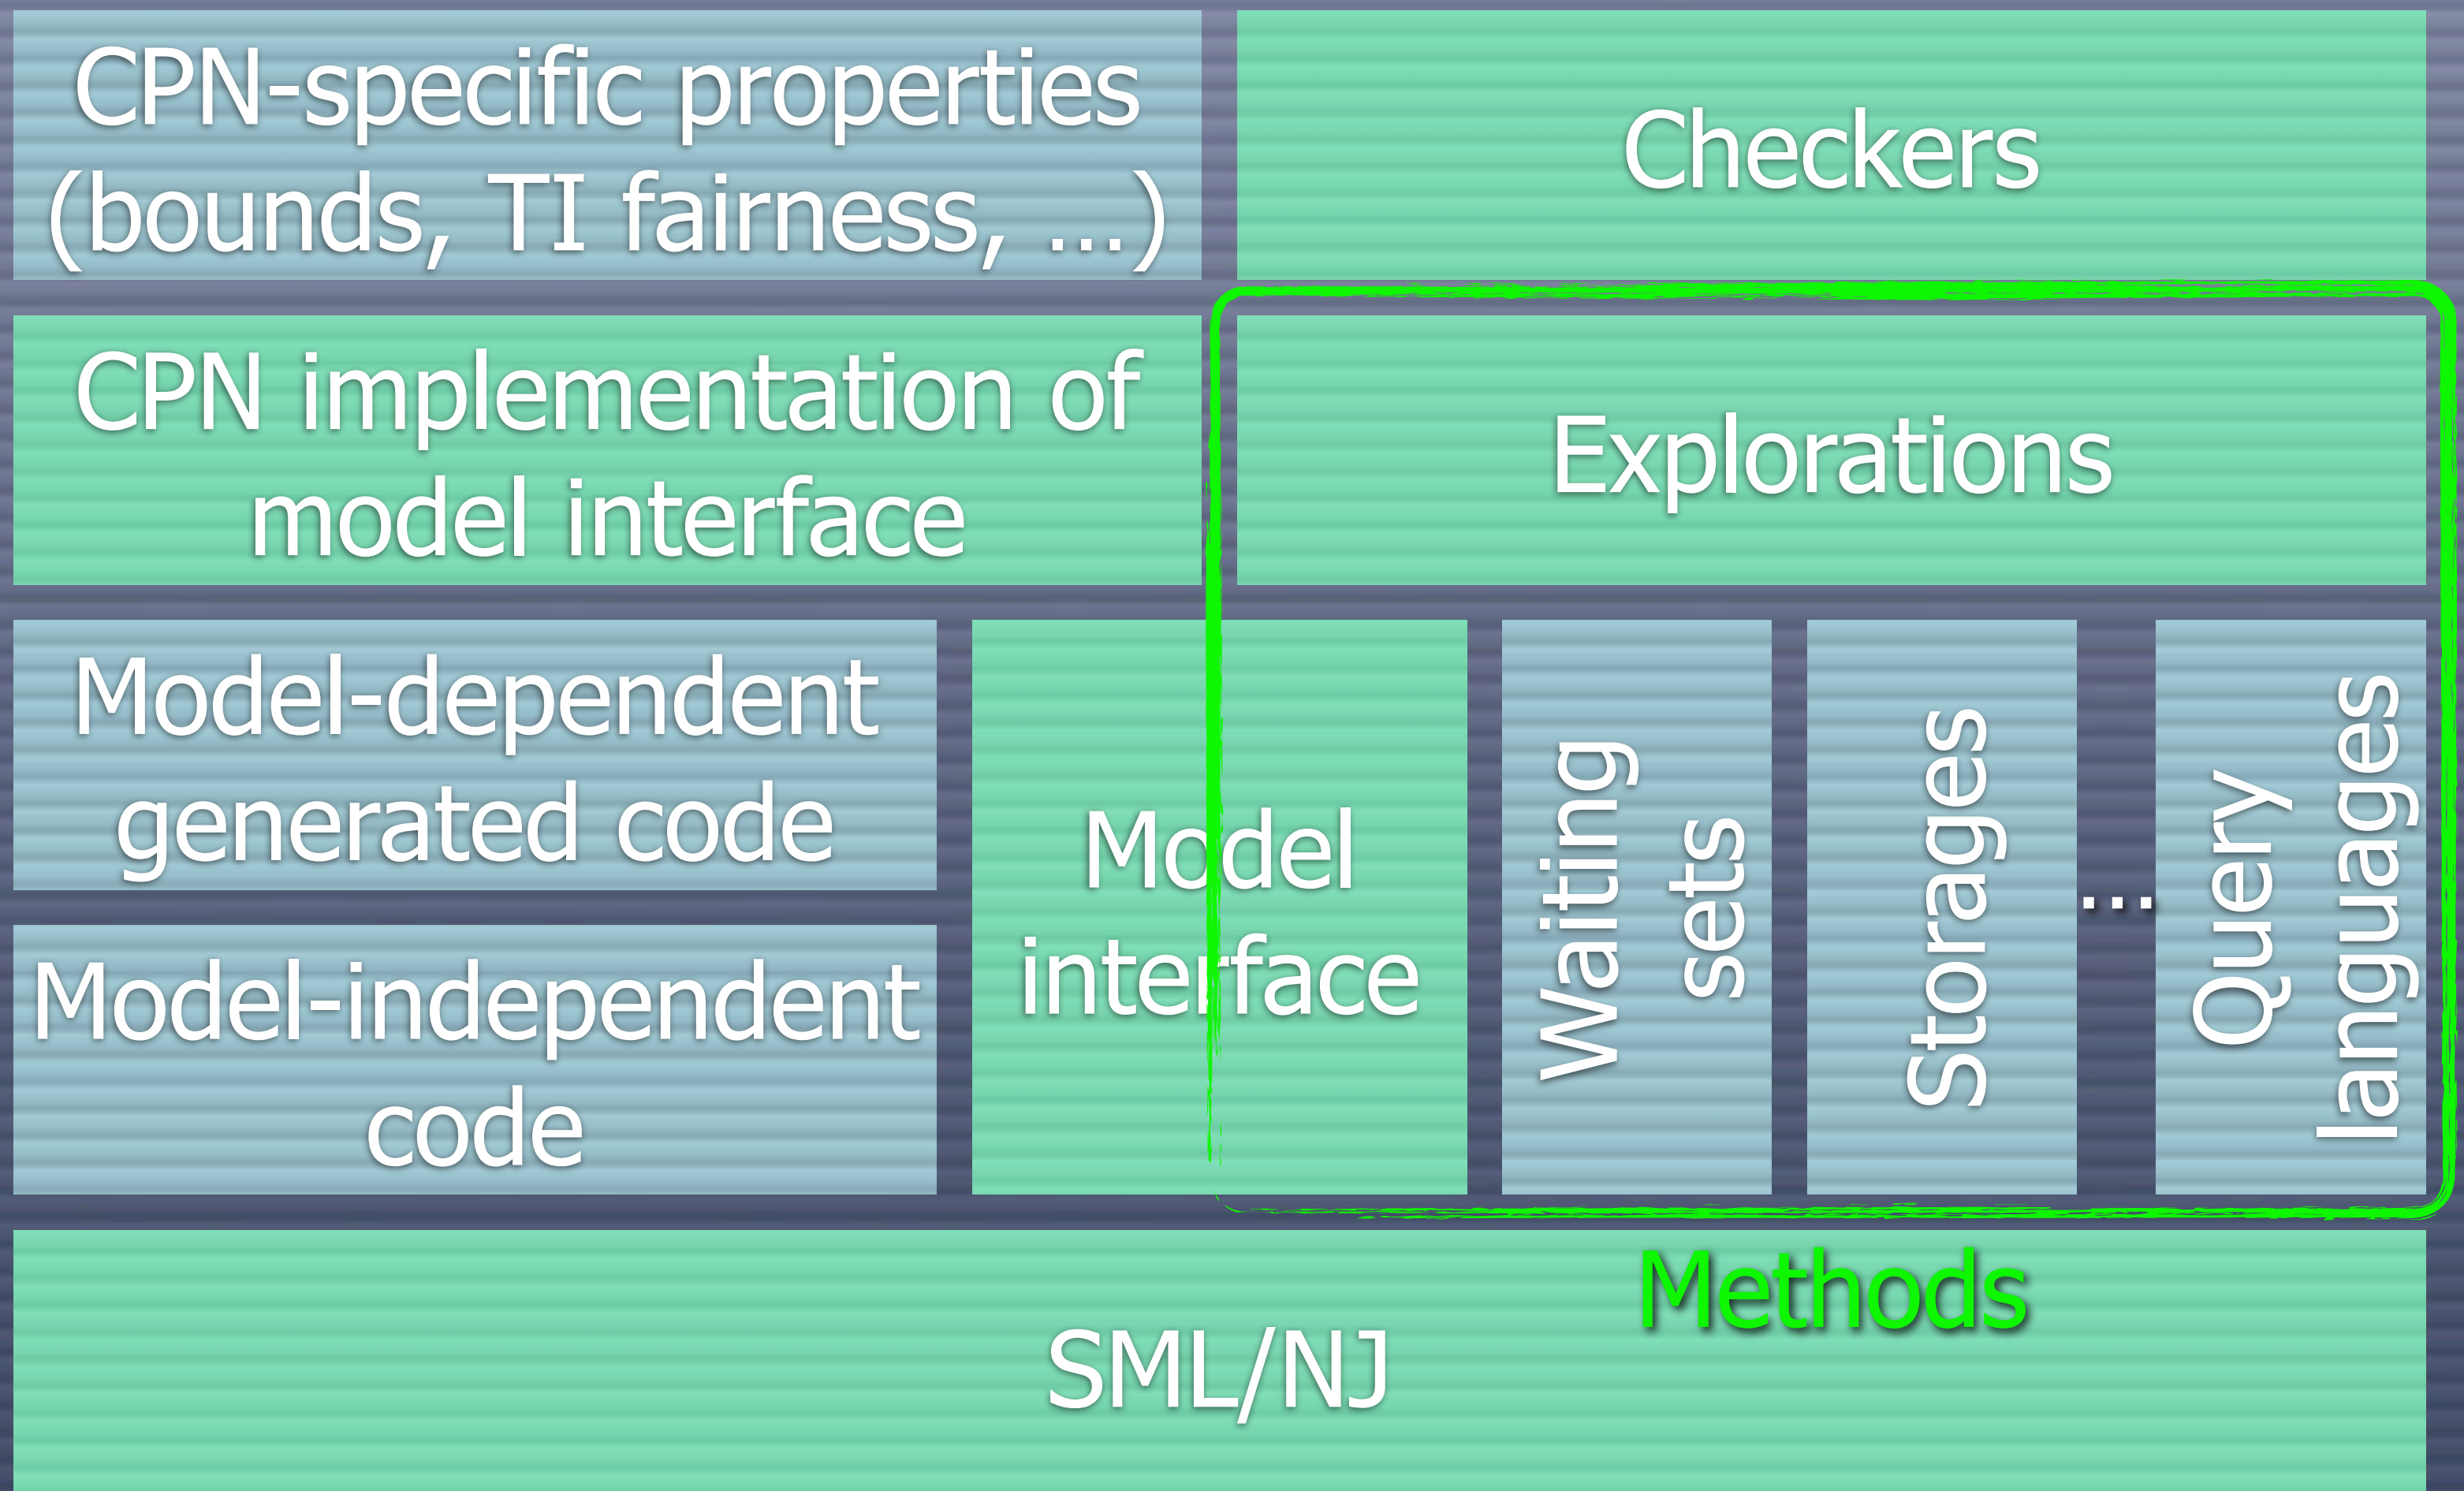 CPN-specific properties
(bounds, TI fairness, ...)
Checkers
CPN implementation of
model interface
Explorations
Model-dependent
generated code
Model-independent
code
Model
interface
Waiting
sets
Storages
...
Query
languages
Methods
SML/NJ